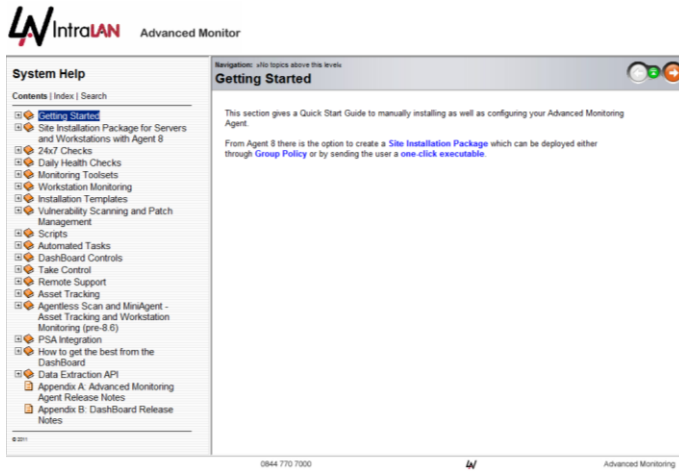 IntraLAN Advanced Monitor
System Help
Contents | Index | Search
Getting Started
Site Installation Package for Servers
and Workstations with Agent 8
24x7 Checks
Daily Health Checks
Monitoring Toolsets
Workstation Monitoring
Installation Templates
Vulnerability Scanning and Patch
Management
Scripts
Automated Tasks
DashBoard Controls
Take Control
Remote Support
Asset Tracking
Agentless Scan and MiniAgent -
Asset Tracking and Workstation
Monitoring (pre-8.6)
PSA Integration
How to get the best from the
DashBoard
Data Extraction API
Appendix A: Advanced Monitoring
Agent Release Notes
Appendix B: DashBoard Release
Notes
© 2011
Navigation: »No topics above this level«
Getting Started
This section gives a Quick Start Guide to manually installing as well as configuring your Advanced Monitoring
Agent.
From Agent 8 there is the option to create a Site Installation Package which can be deployed either
through Group Policy or by sending the user a one-click executable.
0844 770 7000
Advanced Monitoring